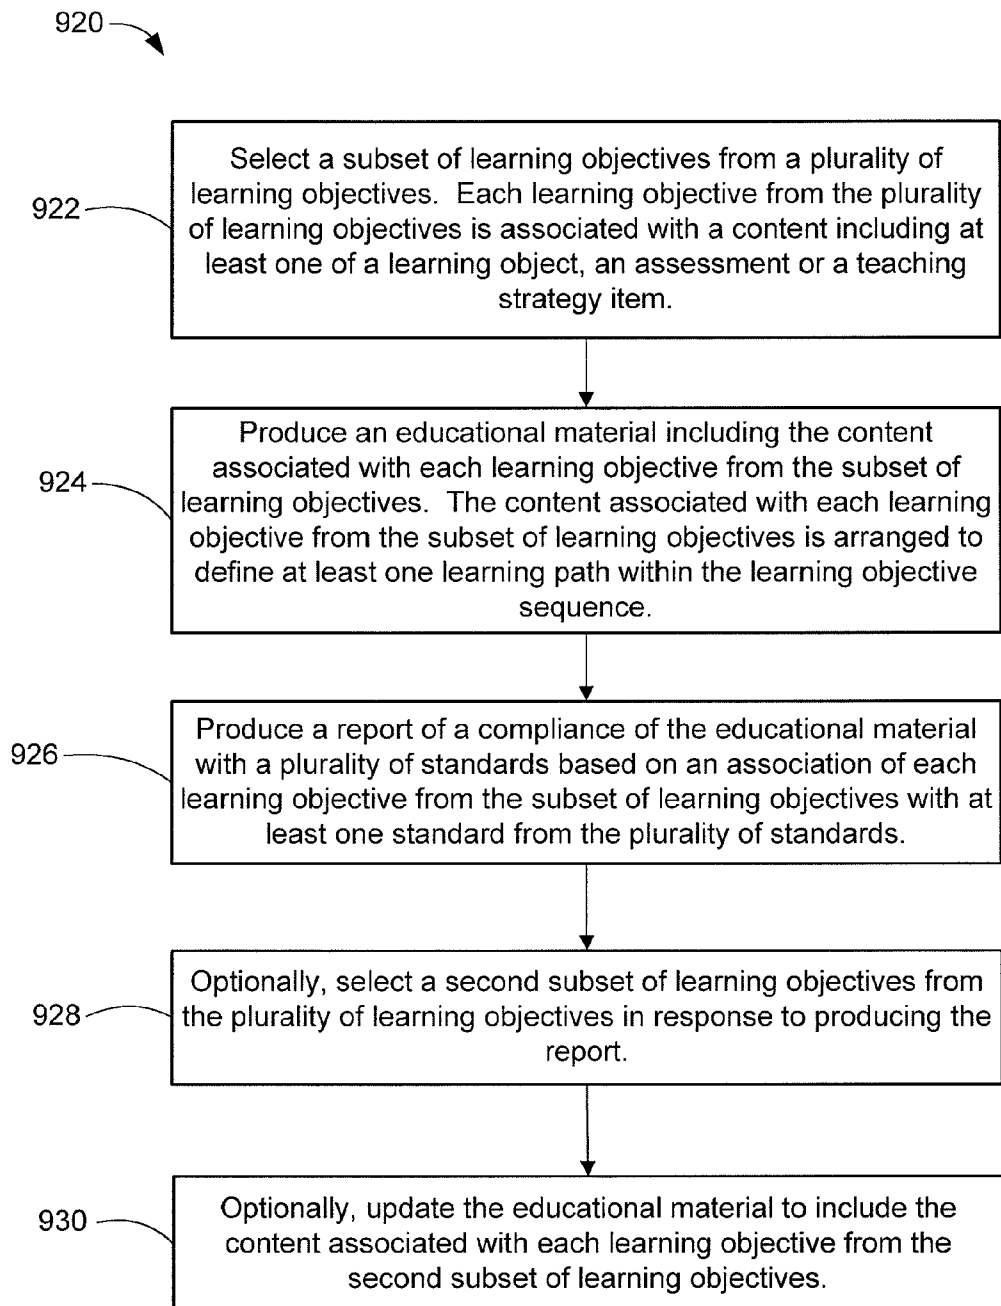 920
Select a subset of learning objectives from a plurality of
learning objectives.  Each learning objective from the plurality
922
of learning objectives is associated with a content including at
least one of a learning object, an assessment or a teaching
strategy item.
Produce an educational material including the content
associated with each learning objective from the subset of
924
learning objectives.  The content associated with each learning
objective from the subset of learning objectives is arranged to
define at least one learning path within the learning objective
sequence.
Produce a report of a compliance of the educational material
926
with a plurality of standards based on an association of each
learning objective from the subset of learning objectives with at
least one standard from the plurality of standards.
Optionally, select a second subset of learning objectives from
928
the plurality of learning objectives in response to producing the
report.
Optionally, update the educational material to include the
930
content associated with each learning objective from the
second subset of learning objectives.